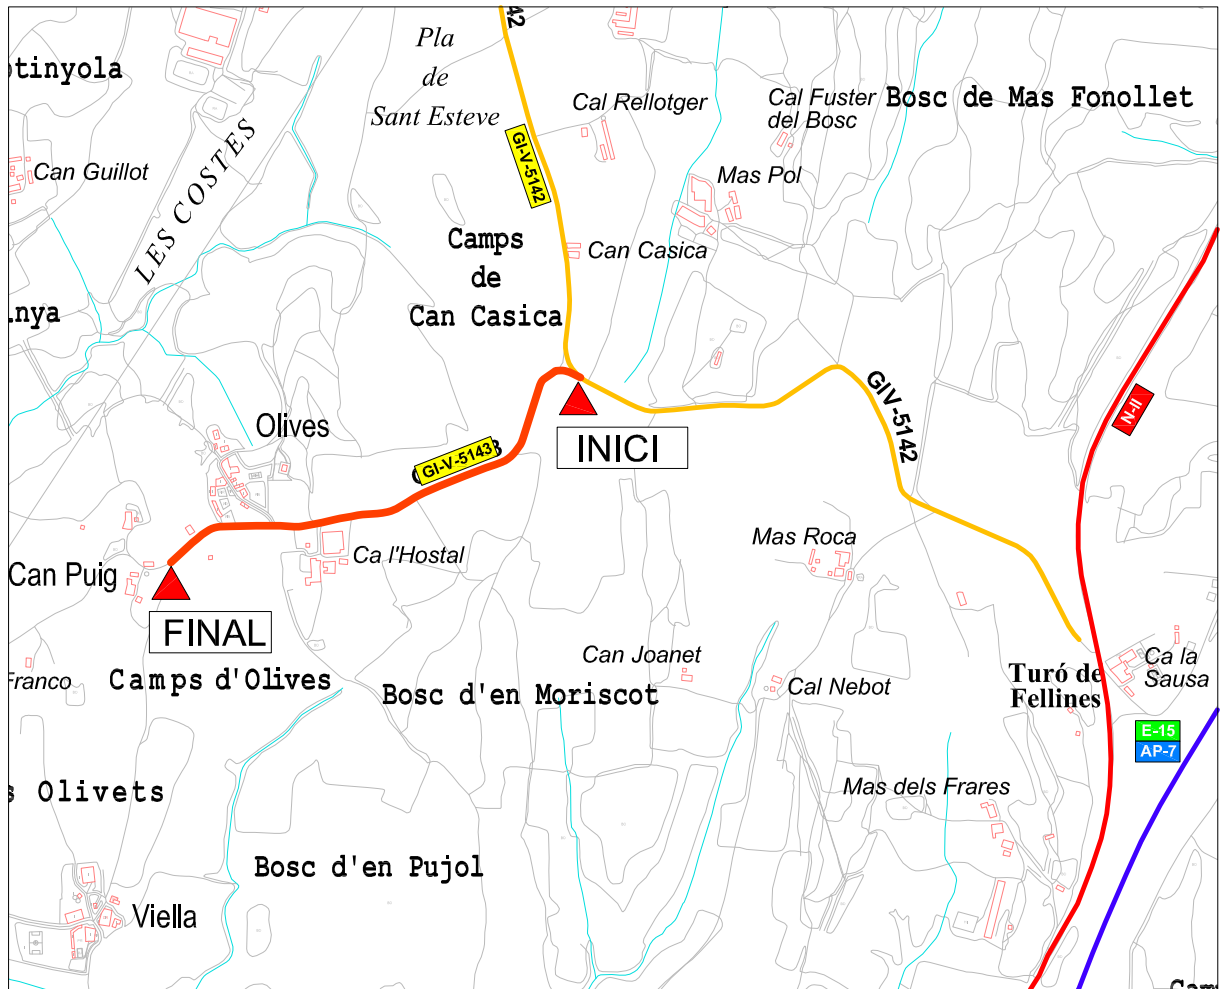 42
Pla
de
Sant Esteve
otinyola
Cal Rellotger
Cal Fuster
del Bosc
Bosc de Mas Fonollet
GI-V-5142
Can Guillot
LES COSTES
Mas Pol
Camps
de
Can Casica
Can Casica
nya
GIV-5142
N-II
Olives
INICI
GI-V-5143
Mas Roca
Ca l'Hostal
Can Puig
FINAL
Can Joanet
Ca la
Sausa
Turó de
Fellines
Franco
Camps d'Olives
Bosc d'en Moriscot
Cal Nebot
E-15
AP-7
s Olivets
Mas dels Frares
Bosc d'en Pujol
Viella